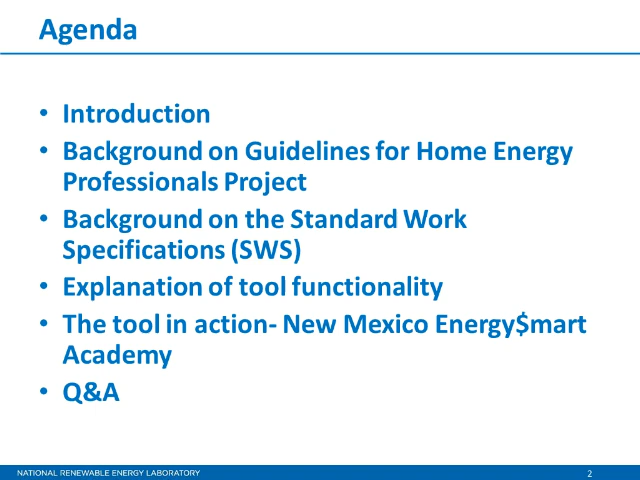 Agenda
• Introduction
• Background on Guidelines for Home Energy
Professionals Project
• Background on the Standard Work
Specifications (SWS)
• Explanation of tool functionality
• The tool in action- New Mexico Energy$mart
Academy
• Q&A
NATIONAL RENEWABLE ENERGY LABORATORY
2